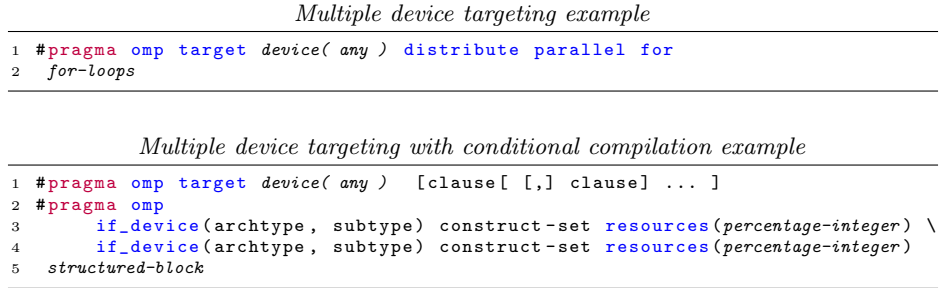 Multiple device targeting example
1 #pragma omp target device( any ) distribute parallel for
2 for-loops
Multiple device targeting with conditional compilation example
1 #pragma omp target device( any ) [clause[ [,] clause] ... ]
2 #pragma omp
3 if_device(archtype, subtype) construct-set resources(percentage-integer) \
4 if_device(archtype, subtype) construct-set resources(percentage-integer)
5 structured-block